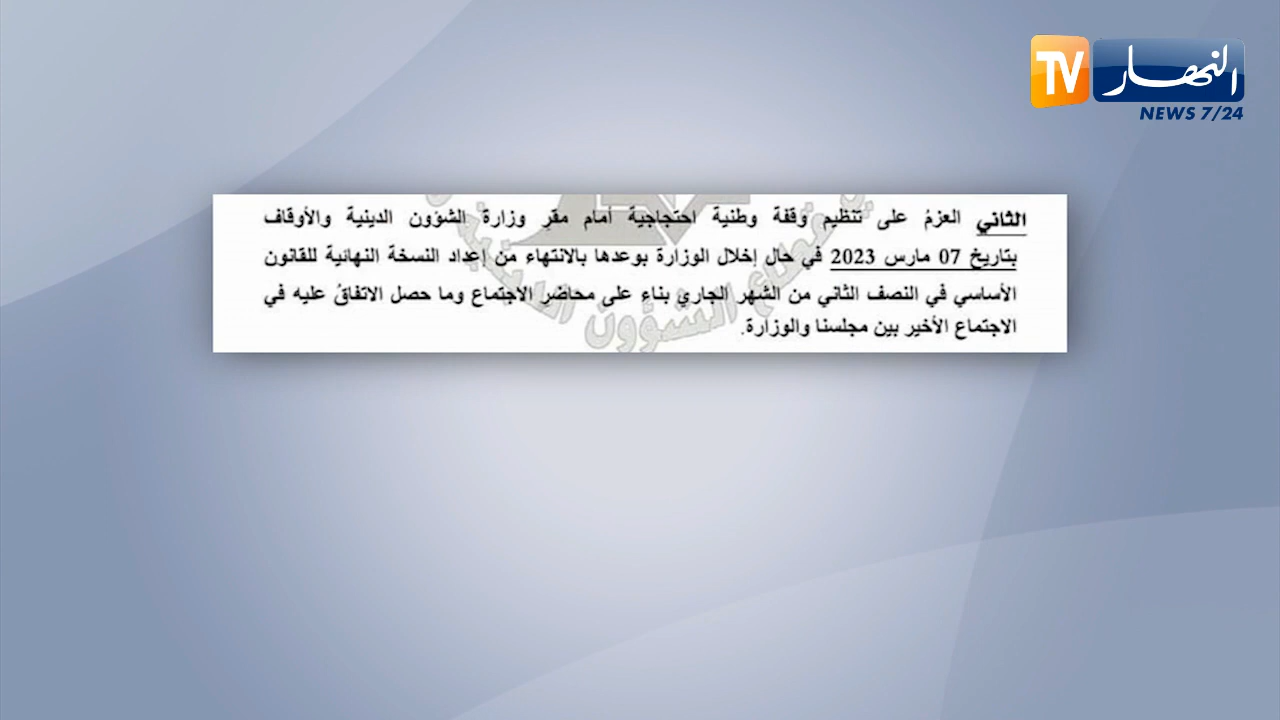 TV النهار
NEWS 7/24
الثاني العزمُ على تنظيم وقفة وطنية احتجاجية أمام مقرِ وزارة الشؤون الدينية والأوقاف
بتاريخ 07 مارس 2023 في حال إخلال الوزارة بوعدها بالانتهاء من إعداد النسخة النهائية للقانون
الأساسي في النصف الثاني من الشهر الجاري بناءِ على محاضر الاجتماع وما حصل الاتفاقُ عليه في
الاجتماع الأخير بين مجلسنا والوزارة.
الشؤون الدينية